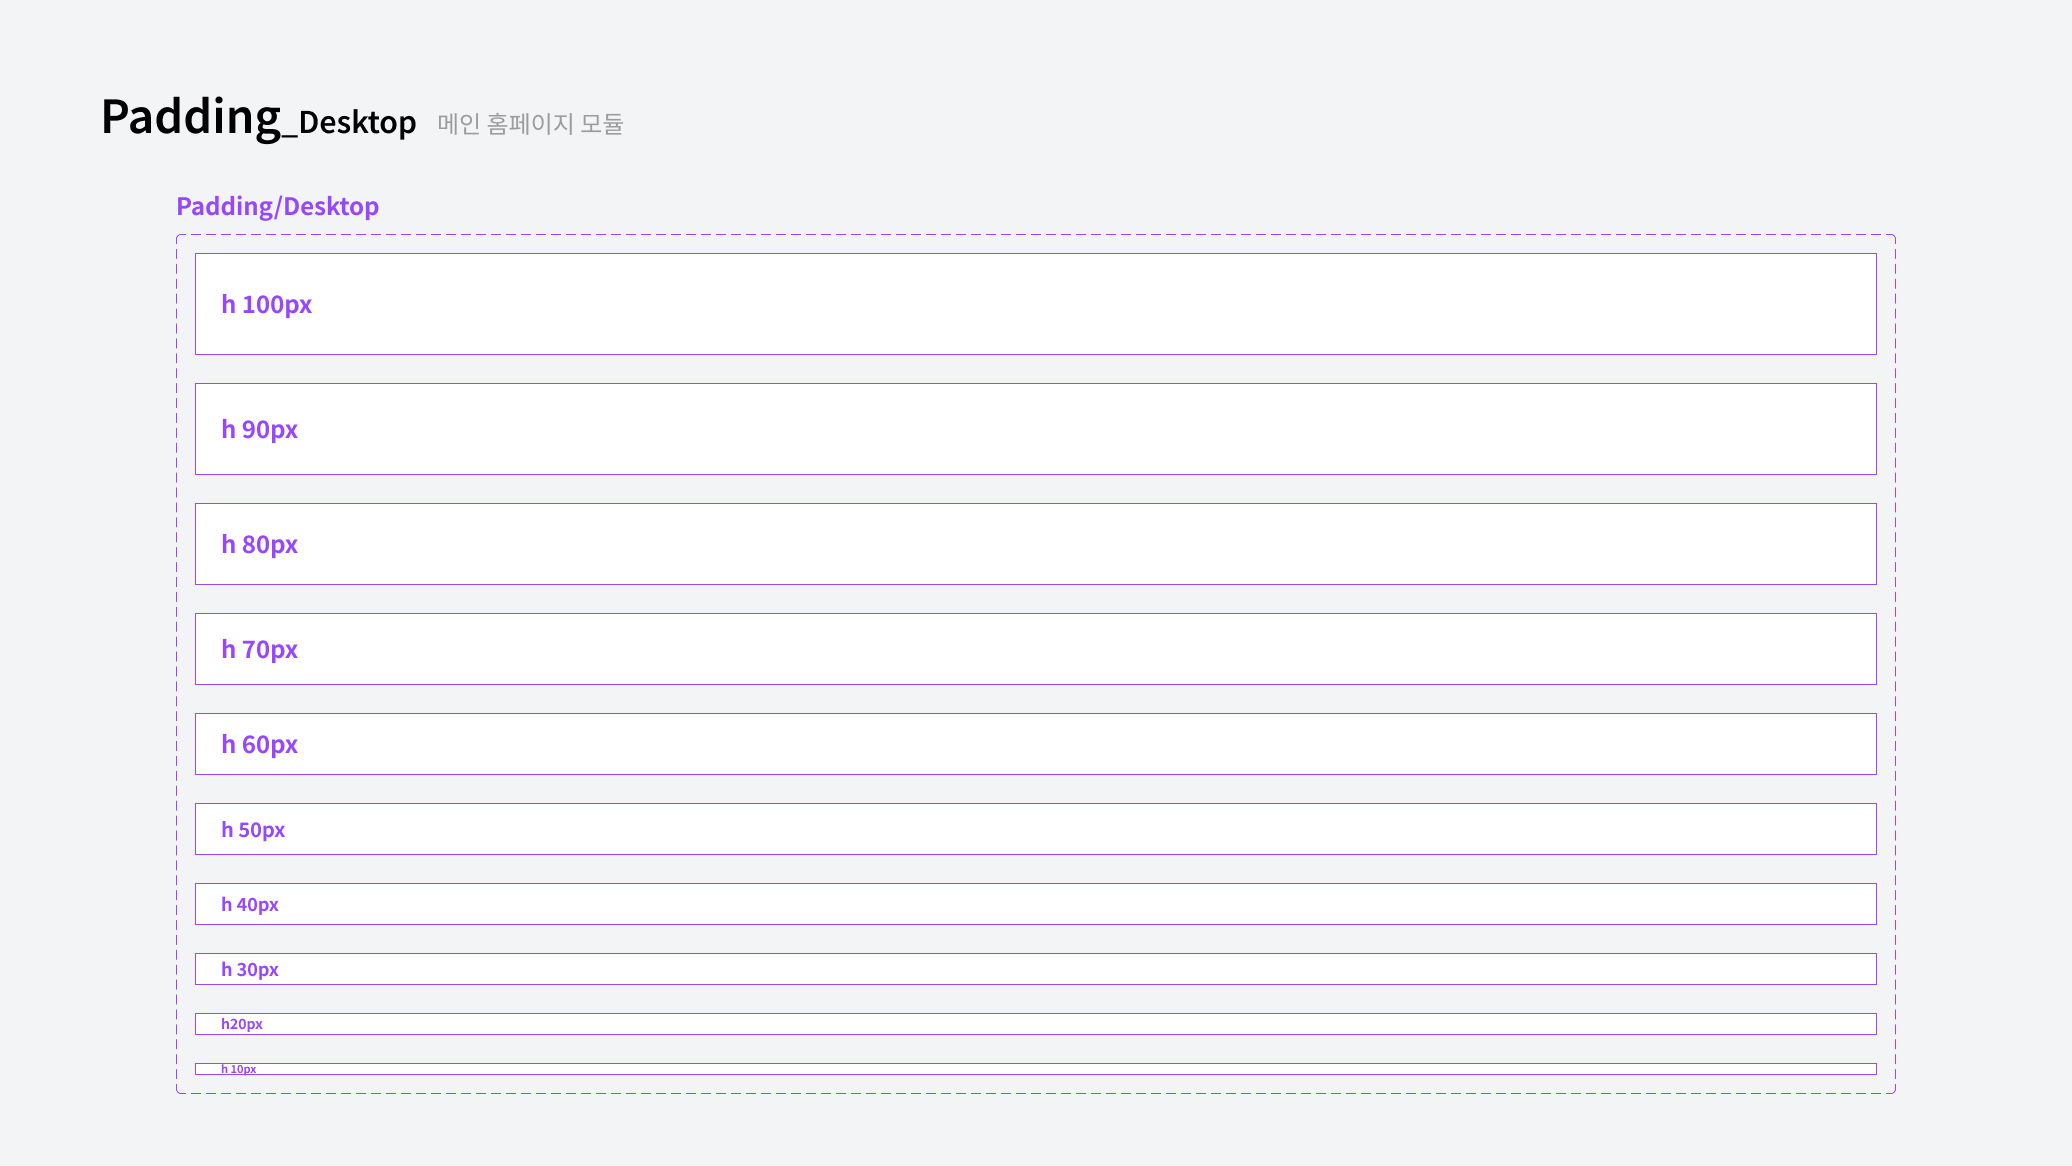 Padding_Desktop 메인 홈페이지 모듈
Padding/Desktop
h 100px
h 90px
h 80px
h 70px
h 60px
h 50px
h 40px
h 30px
h20px
h 10px